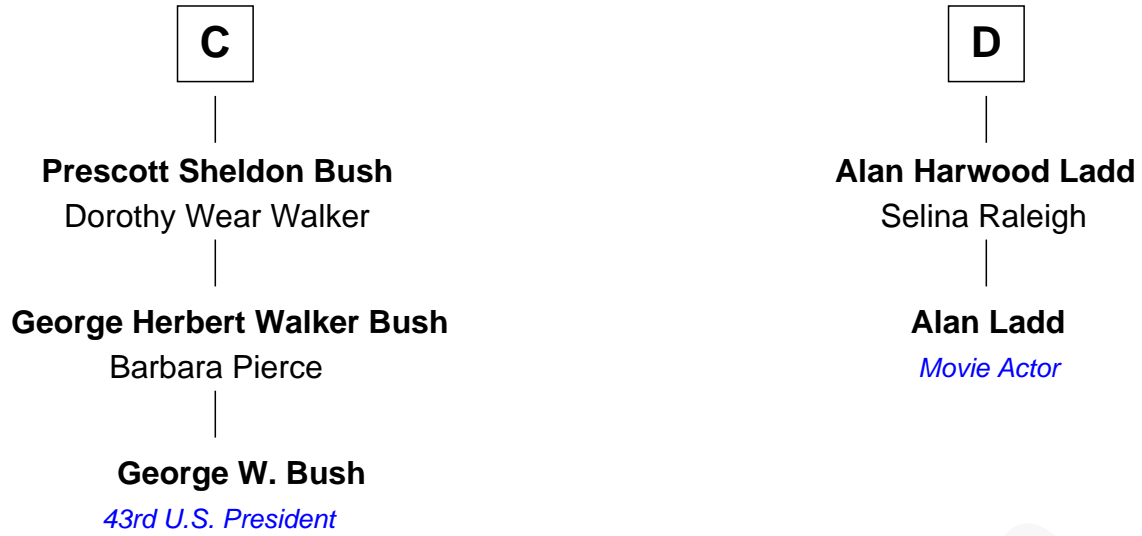 C
Prescott Sheldon Bush
Dorothy Wear Walker
George Herbert Walker Bush
Barbara Pierce
George W. Bush
43rd U.S. President
D
Alan Harwood Ladd
Selina Raleigh
Alan Ladd
Movie Actor